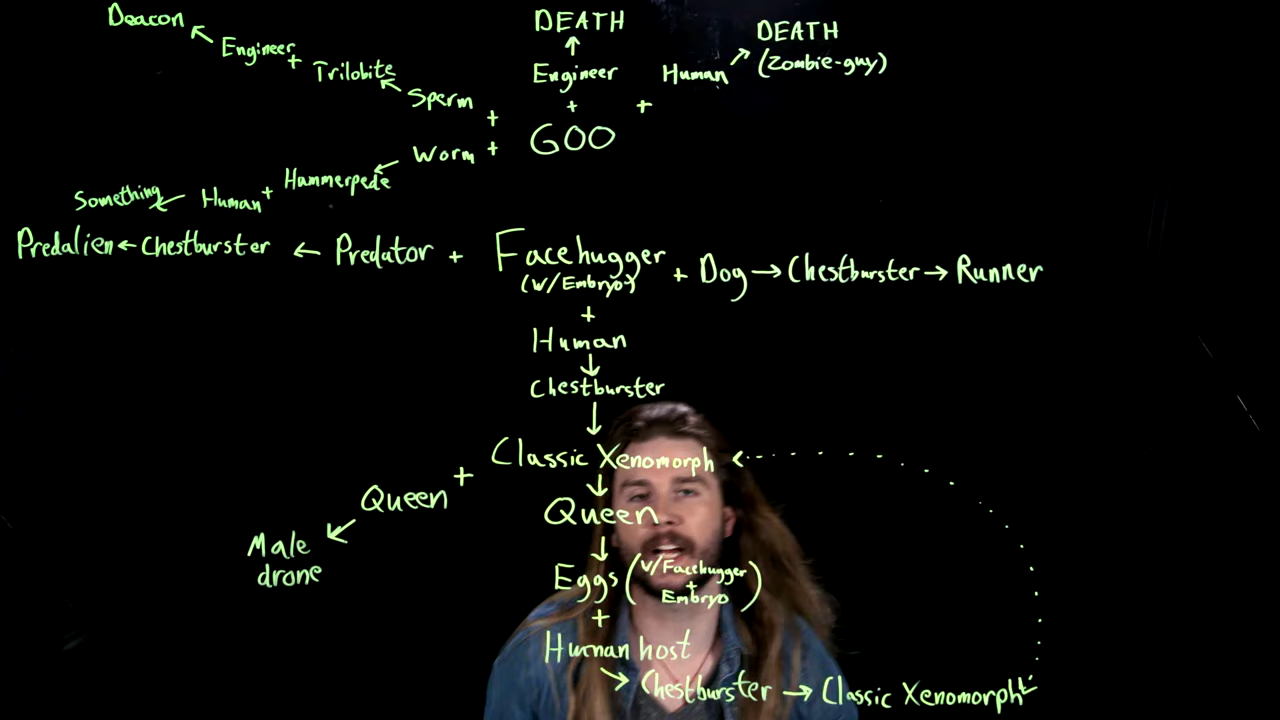 Deacon ← Engineer + Trilobite ← Sperm +
DEATH
↑
Engineer
+
GOO
+ Human → DEATH
(Zombie-guy)
Something ← Human + Hammerpede ← Worm +
Predalien ← Chestburster ← Predator + Facehugger + Dog → Chestburster → Runner
(w/Embryo)
+
Human
↓
Chestburster
↓
Classic Xenomorph
+ Queen
Male
drone
↓
Queen
↓
Eggs (w/Facehugger
+
Embryo)
+
Human host
→ Chestburster → Classic Xenomorph